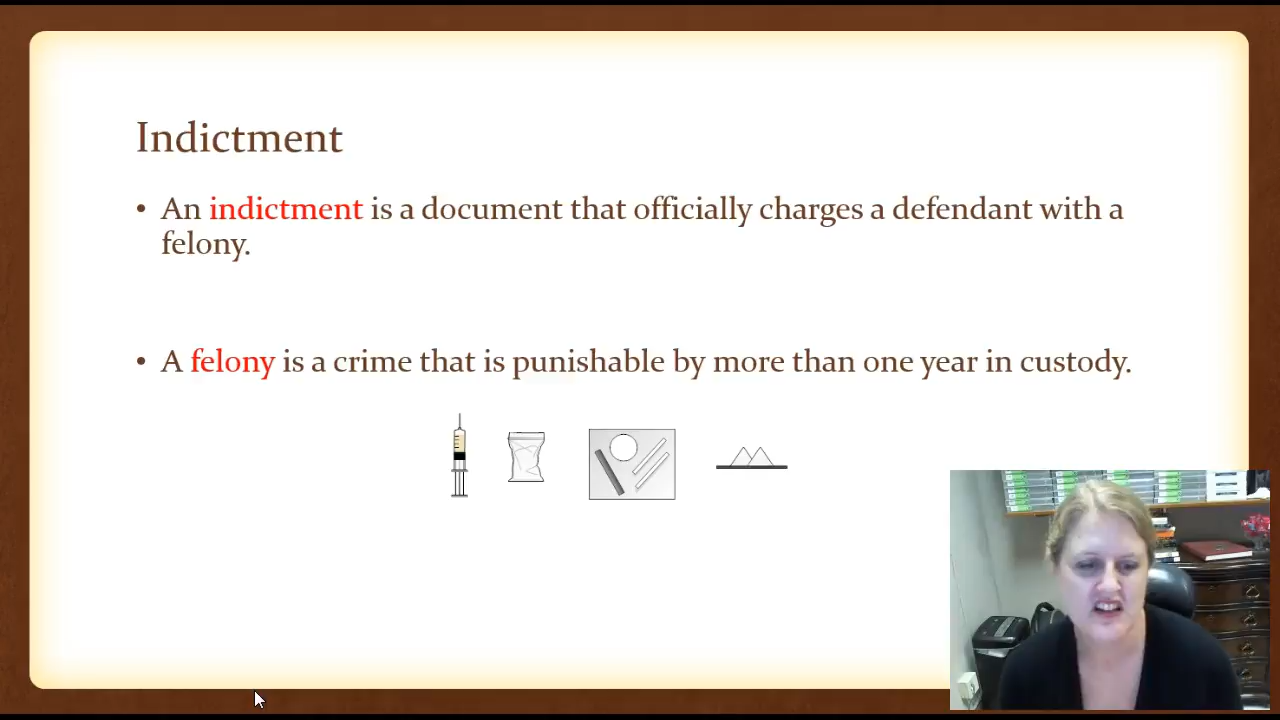 Indictment
• An indictment is a document that officially charges a defendant with a
felony.
• A felony is a crime that is punishable by more than one year in custody.